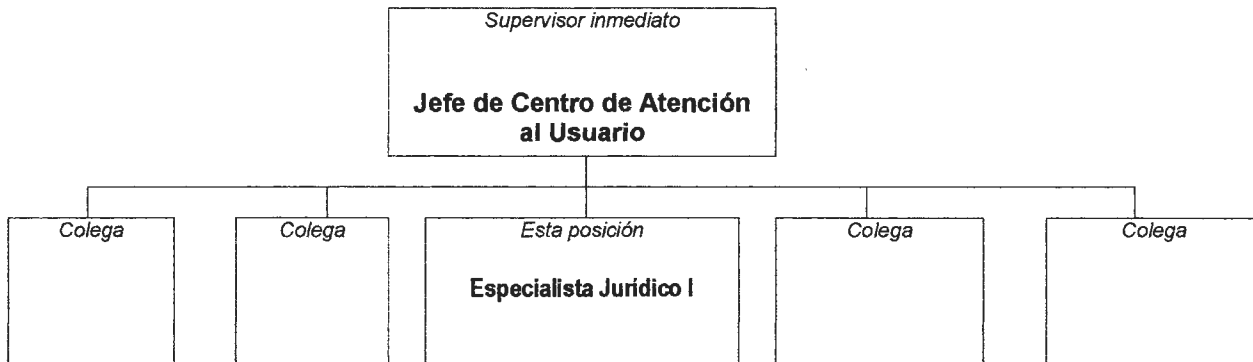 Supervisor inmediato
Jefe de Centro de Atención
al Usuario
Colega
Colega
Esta posición
Colega
Colega
Especialista Jurídico I